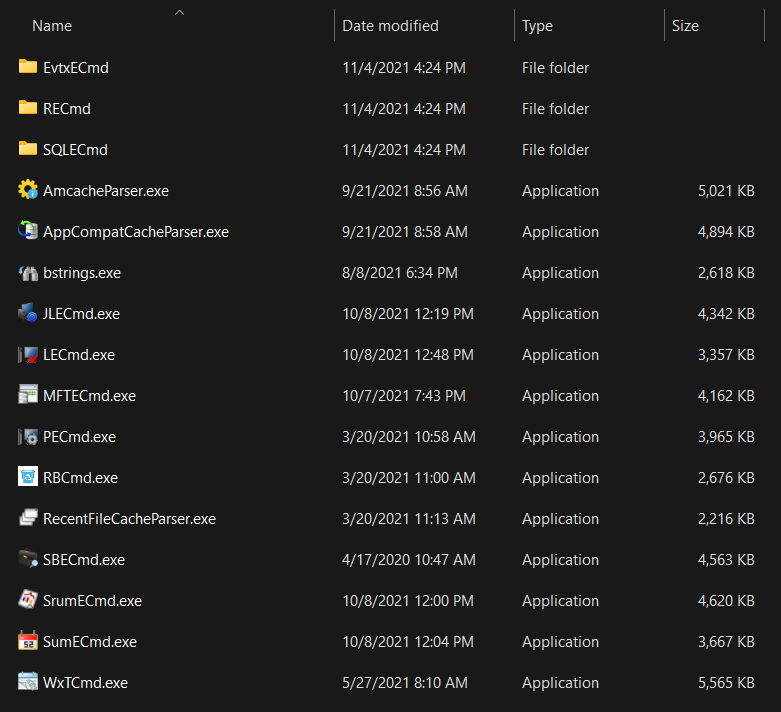 Name Date modified Type Size
EvtxECmd 11/4/2021 4:24 PM File folder
RECmd 11/4/2021 4:24 PM File folder
SQLECmd 11/4/2021 4:24 PM File folder
AmcacheParser.exe 9/21/2021 8:56 AM Application 5,021 KB
AppCompatCacheParser.exe 9/21/2021 8:58 AM Application 4,894 KB
bstrings.exe 8/8/2021 6:34 PM Application 2,618 KB
JLECmd.exe 10/8/2021 12:19 PM Application 4,342 KB
LECmd.exe 10/8/2021 12:48 PM Application 3,357 KB
MFTECmd.exe 10/7/2021 7:43 PM Application 4,162 KB
PECmd.exe 3/20/2021 10:58 AM Application 3,965 KB
RBCmd.exe 3/20/2021 11:00 AM Application 2,676 KB
RecentFileCacheParser.exe 3/20/2021 11:13 AM Application 2,216 KB
SBECmd.exe 4/17/2020 10:47 AM Application 4,563 KB
SrumECmd.exe 10/8/2021 12:00 PM Application 4,620 KB
52 SumECmd.exe 10/8/2021 12:04 PM Application 3,667 KB
WxTCmd.exe 5/27/2021 8:10 AM Application 5,565 KB